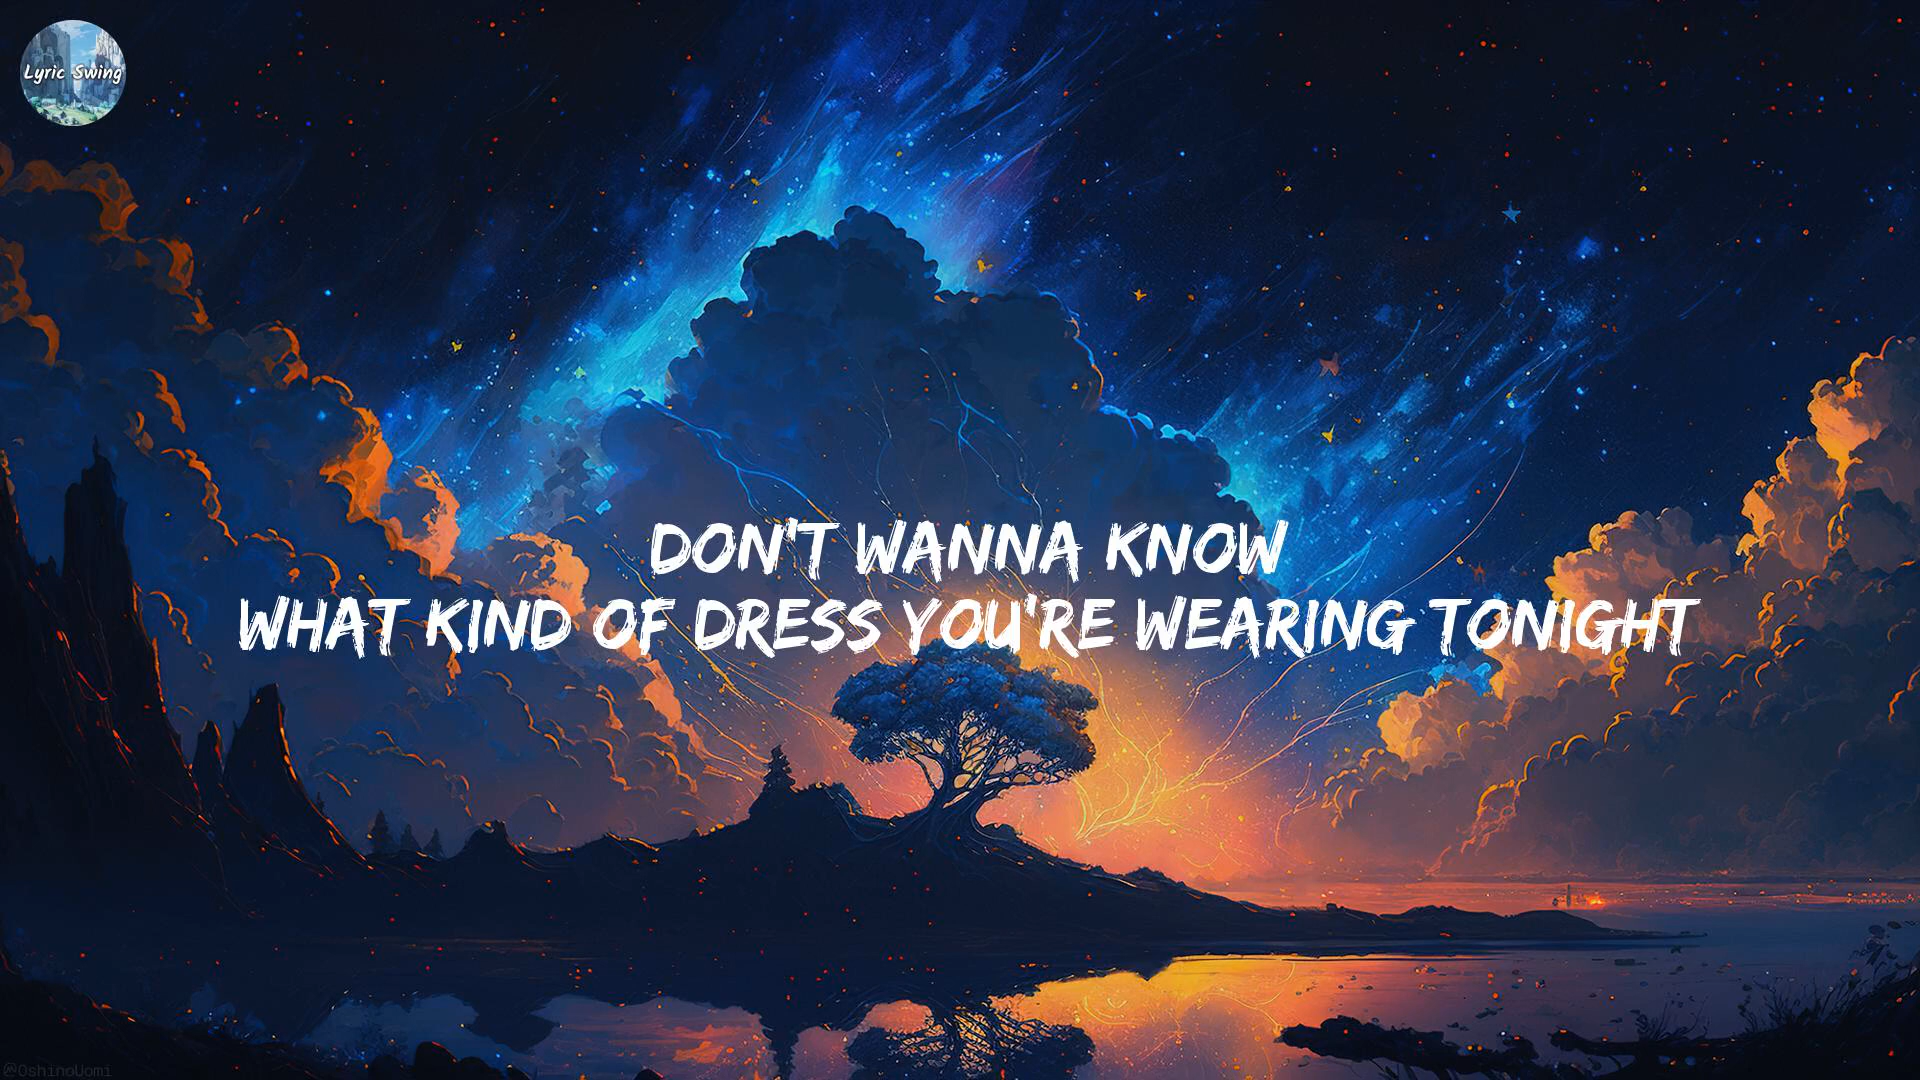 Lyric Swing
DON'T WANNA KNOW
WHAT KIND OF DRESS YOU'RE WEARING TONIGHT
@OshinoUomi